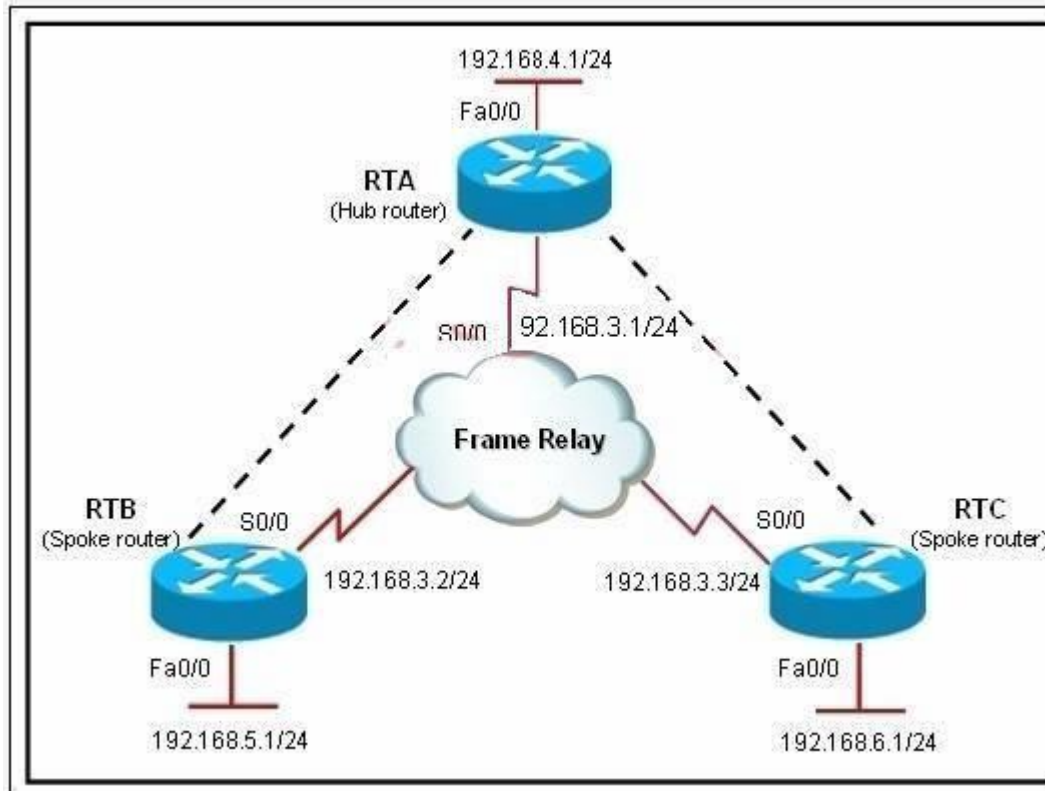 192.168.4.1/24
Fa0/0
RTA
(Hub router)
S0/0
92.168.3.1/24
Frame Relay
RTB
(Spoke router)
S0/0
192.168.3.2/24
RTC
(Spoke router)
S0/0
192.168.3.3/24
Fa0/0
192.168.5.1/24
Fa0/0
192.168.6.1/24